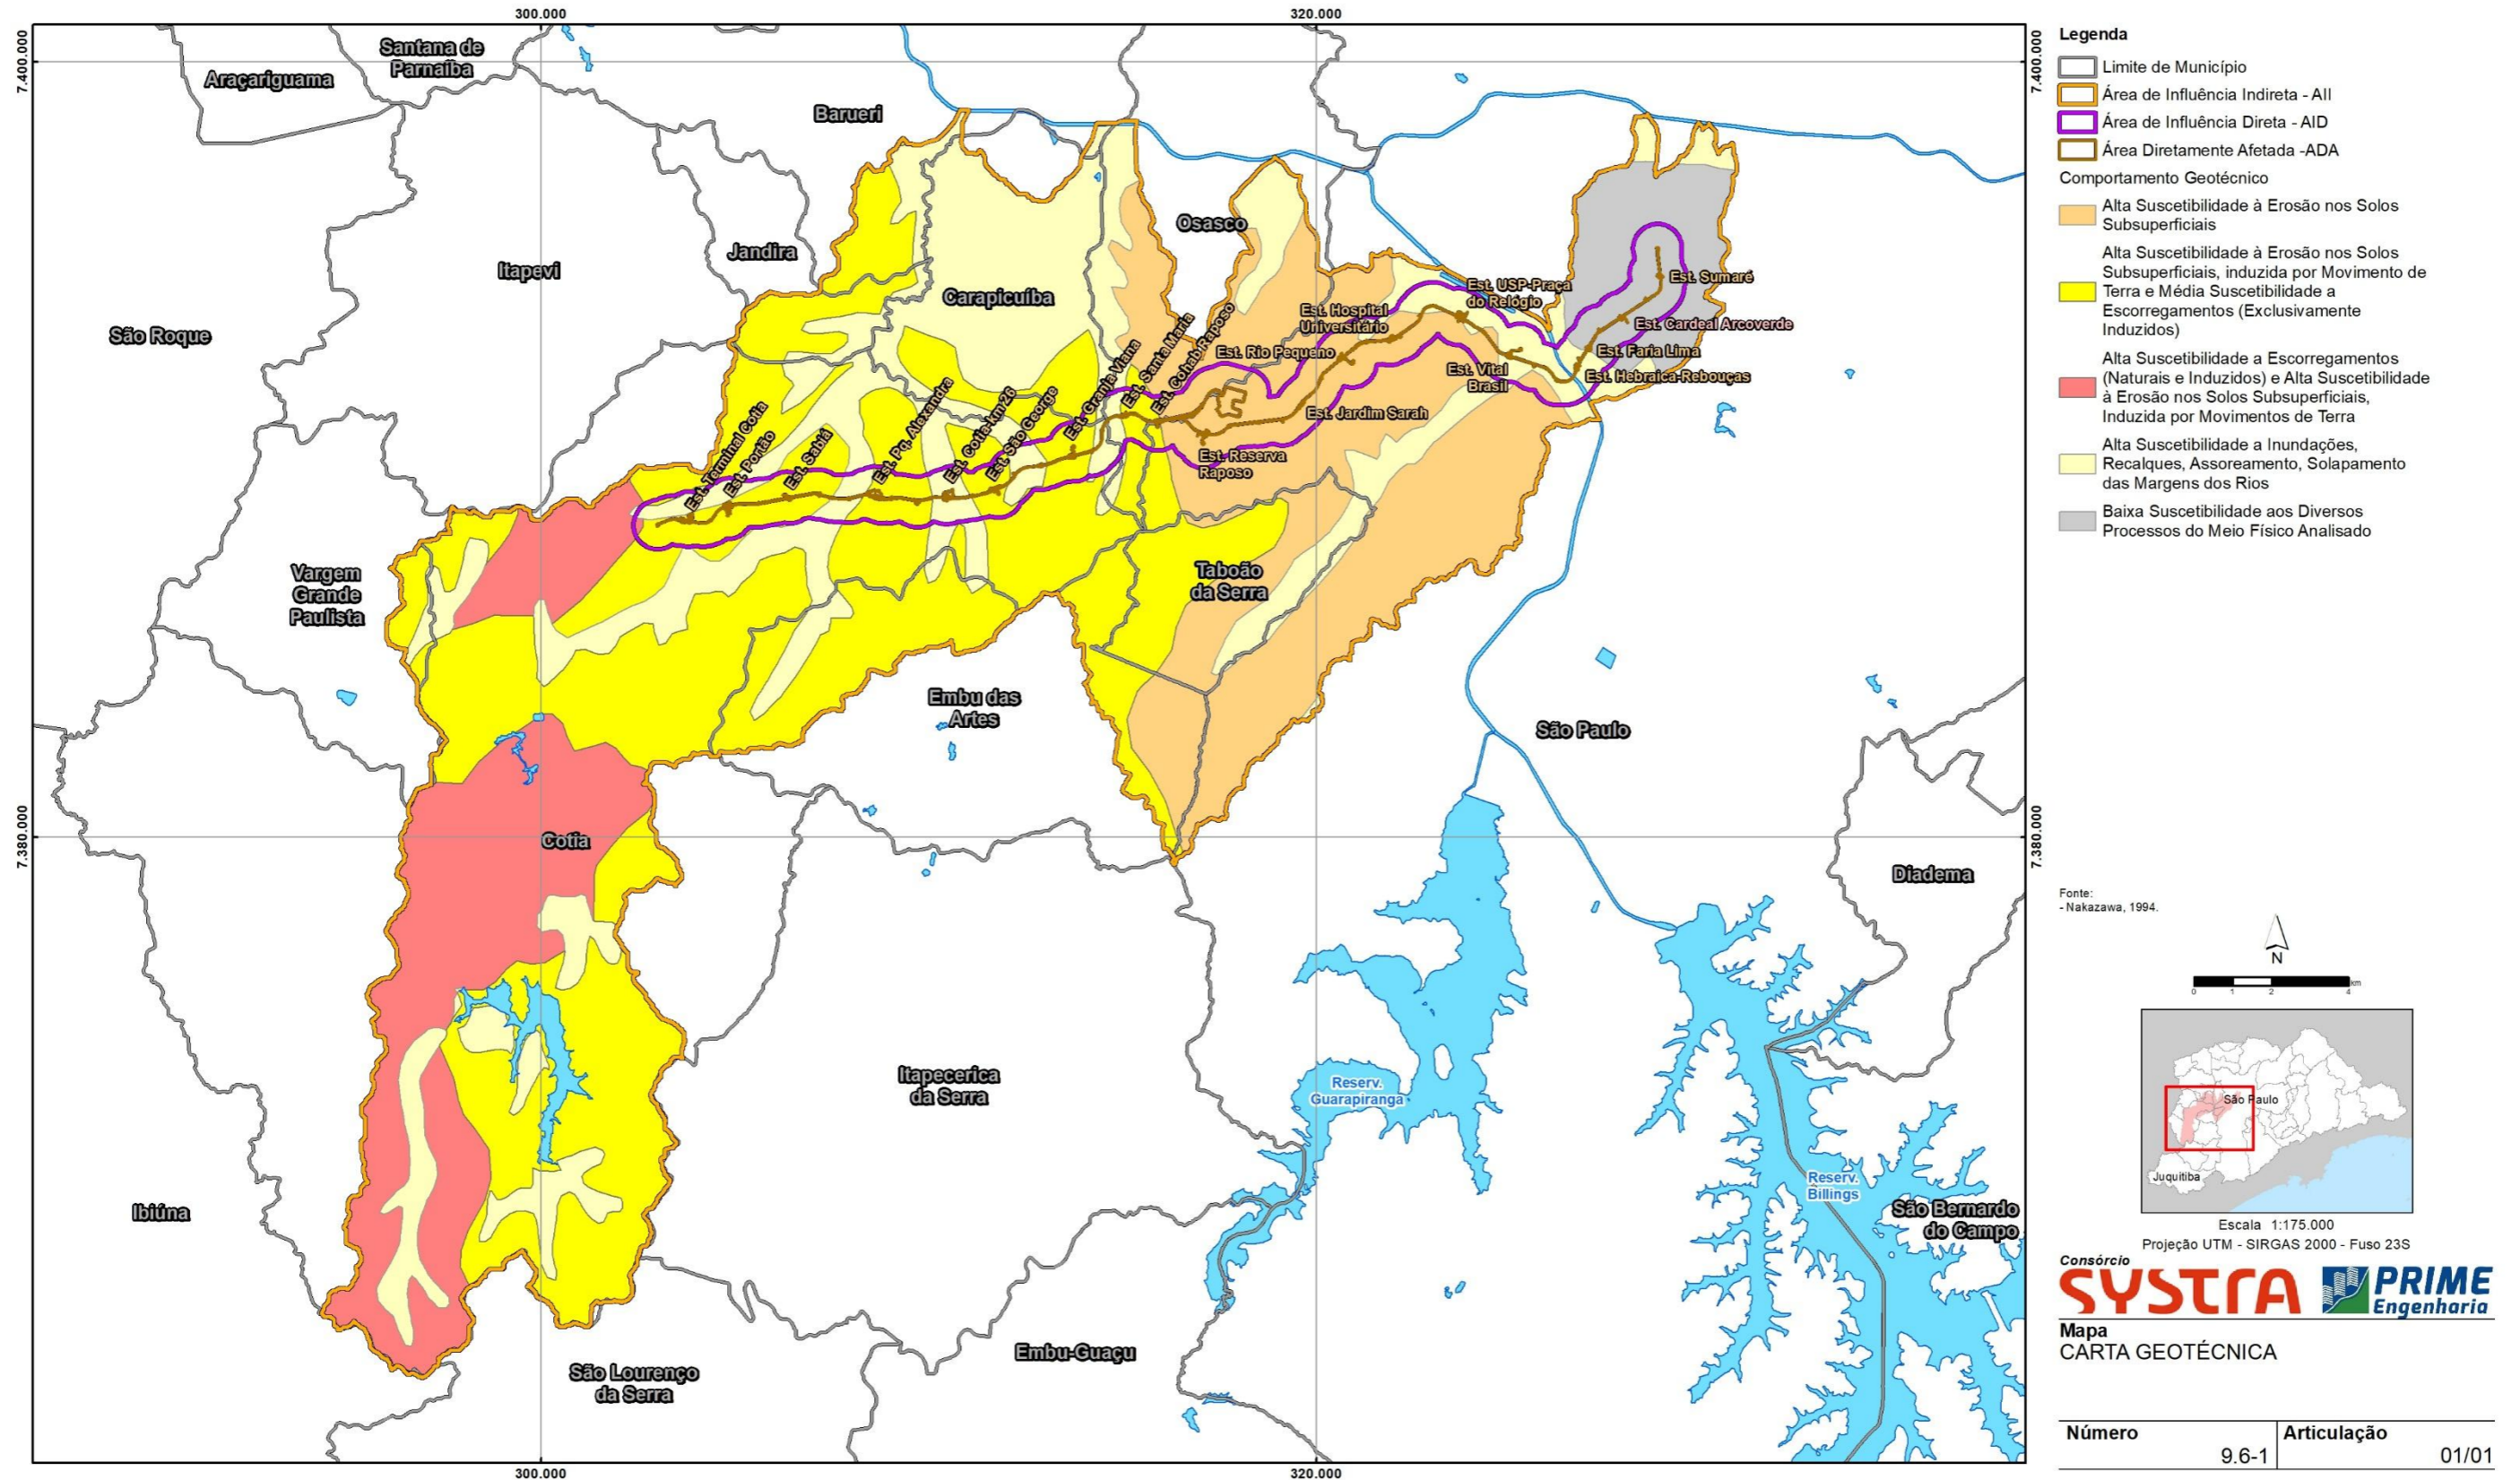 300.000
320.000
7.400.000
7.400.000
Santana de
Parnaíba
Araçariguama
Barueri
Osasco
Jandira
Itapevi
Carapicuíba
São Roque
Est. USP-Praça
do Relógio
Est. Sumaré
Est. Hospital
Universitário
Est. Cardeal Arcoverde
Est. Rio Pequeno
Est. Faria Lima
Est. Vital
Brasil
Est. Hebraica-Rebouças
Est. Jardim Sarah
Est. Reserva
Raposo
Est. Terminal Cotia
Est. Portão
Est. Sabiá
Est. Pq. Alexandra
Est. Cotia-km 26
Est. São George
Est. Granja Viana
Est. Santa Maria
Est. Cohab Raposo
Vargem
Grande
Paulista
Taboão
da Serra
Embu das
Artes
São Paulo
7.380.000
7.380.000
Cotia
Diadema
Itapecerica
da Serra
Reserv.
Guarapiranga
Reserv.
Billings
Ibiúna
São Bernardo
do Campo
Embu-Guaçu
São Lourenço
da Serra
300.000
320.000
Legenda
Limite de Município
Área de Influência Indireta - AII
Área de Influência Direta - AID
Área Diretamente Afetada -ADA
Comportamento Geotécnico
Alta Suscetibilidade à Erosão nos Solos
Subsuperficiais
Alta Suscetibilidade à Erosão nos Solos
Subsuperficiais, induzida por Movimento de
Terra e Média Suscetibilidade a
Escorregamentos (Exclusivamente
Induzidos)
Alta Suscetibilidade a Escorregamentos
(Naturais e Induzidos) e Alta Suscetibilidade
à Erosão nos Solos Subsuperficiais,
Induzida por Movimentos de Terra
Alta Suscetibilidade a Inundações,
Recalques, Assoreamento, Solapamento
das Margens dos Rios
Baixa Suscetibilidade aos Diversos
Processos do Meio Físico Analisado
Fonte:
- Nakazawa, 1994.
N
0 1 2 4 km
São Paulo
Juquitiba
Escala 1:175.000
Projeção UTM - SIRGAS 2000 - Fuso 23S
Consórcio
SYSTRA
PRIME
Engenharia
Mapa
CARTA GEOTÉCNICA
Número
9.6-1
Articulação
01/01